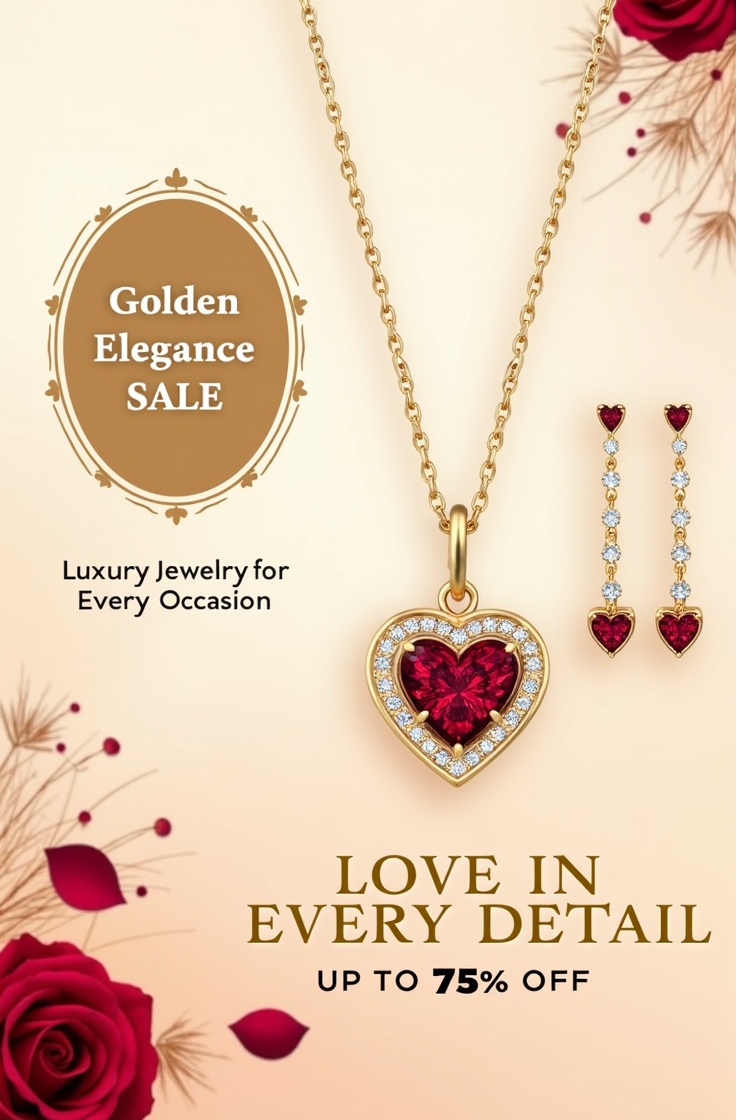 Golden
Elegance
SALE
Luxury Jewelry for
Every Occasion
LOVE IN
EVERY DETAIL
UP TO 75% OFF